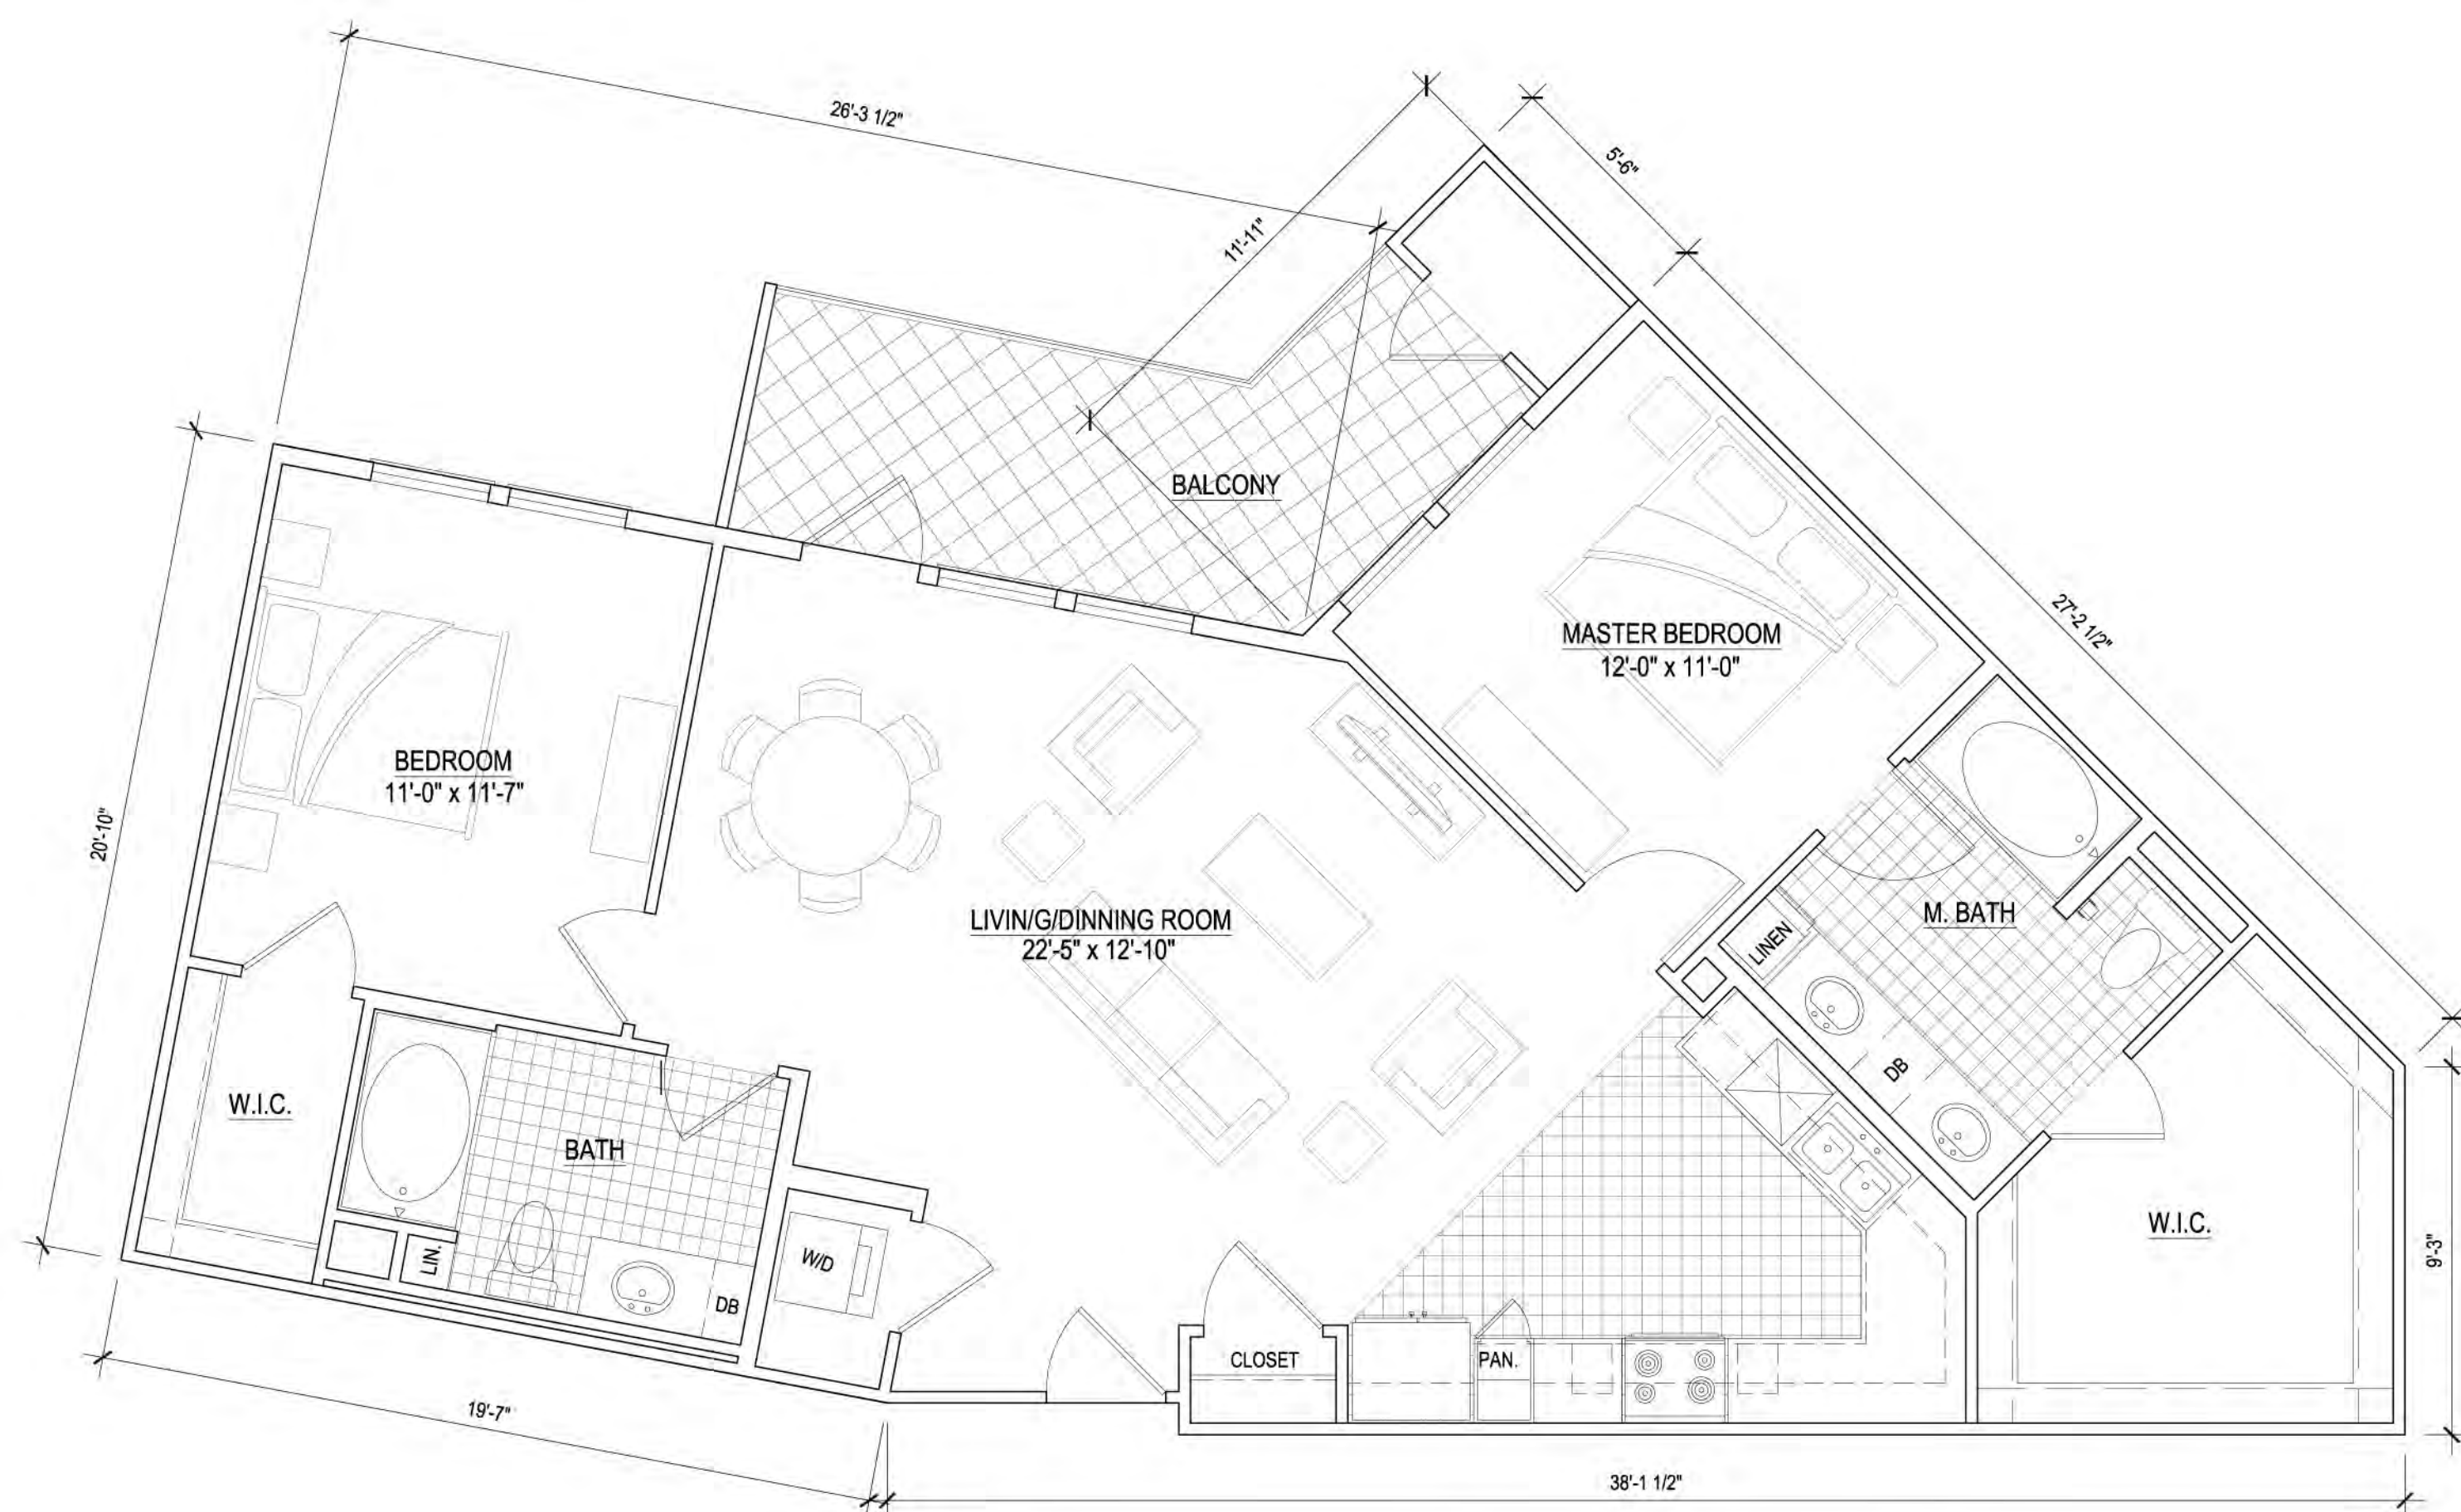 26'-3 1/2"
5'-6"
11'-11"
BALCONY
MASTER BEDROOM
12'-0" x 11'-0"
27'-2 1/2"
BEDROOM
11'-0" x 11'-7"
20'-10"
LIVIN/G/DINNING ROOM
22'-5" x 12'-10"
M. BATH
LINEN
DB
W.I.C.
BATH
W.I.C.
9'-3"
LIN.
W/D
DB
CLOSET
PAN.
19'-7"
38'-1 1/2"